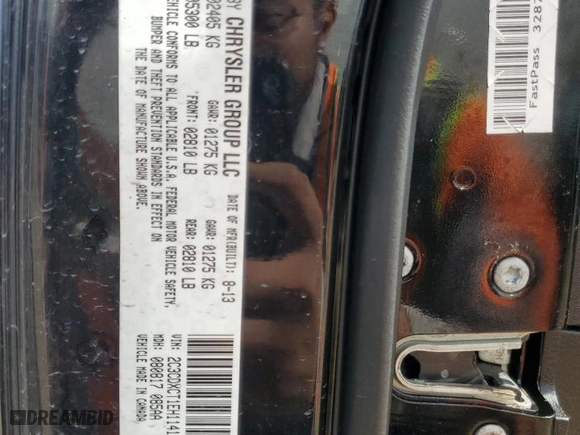 BY CHRYSLER GROUP LLC
DATE OF MFR(BUILT): 8-13
02405 KG
GAWR: 01275 KG
GAWR: 01275 KG
05300 LB
FRONT: 02810 LB
REAR: 02810 LB
VEHICLE CONFORMS TO ALL APPLICABLE U.S.A. FEDERAL MOTOR VEHICLE SAFETY,
BUMPER AND THEFT PREVENTION STANDARDS IN EFFECT ON
THE DATE OF MANUFACTURE SHOWN ABOVE.
VIN: 2C3CDXCT1EH1141
MDH: 080817 085AA
VEHICLE MADE IN CANADA
FastPass 3287
DREAMBID